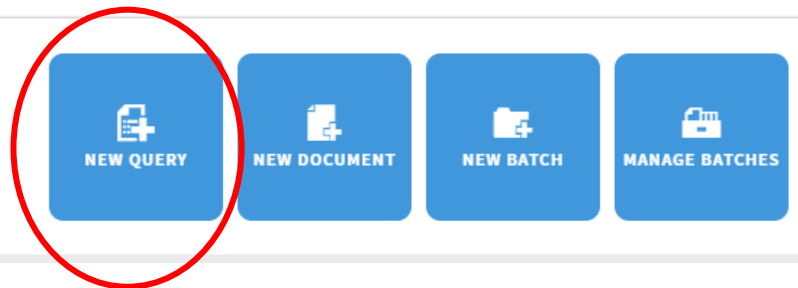 NEW QUERY
NEW DOCUMENT
NEW BATCH
MANAGE BATCHES